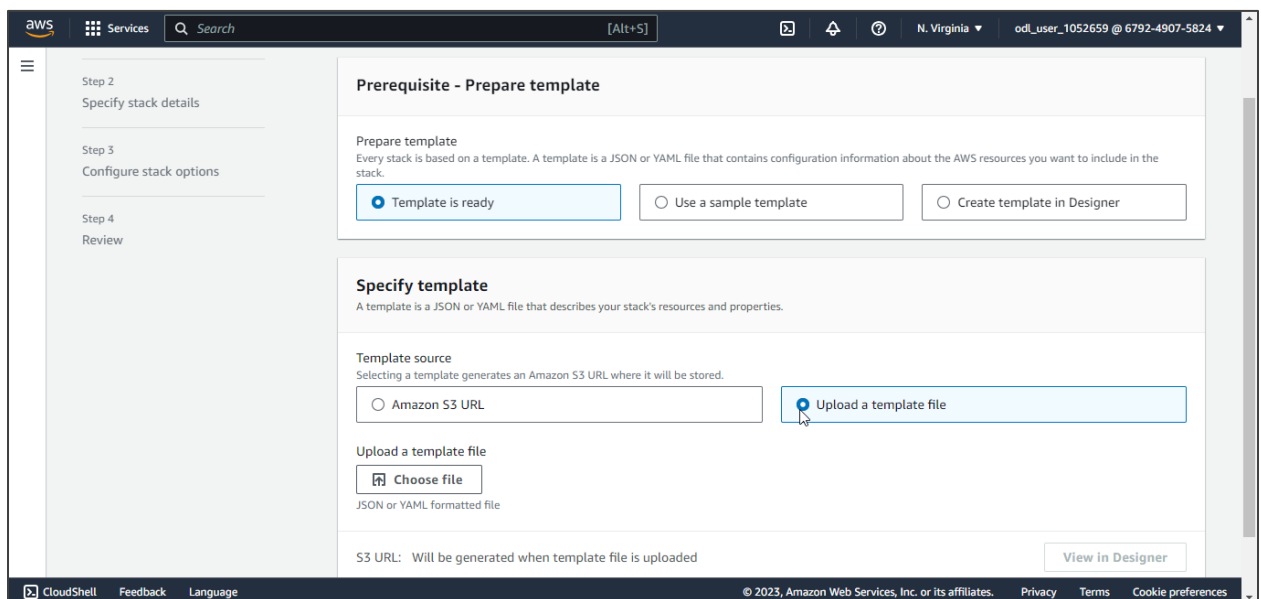 aws Services Search [Alt+S] N. Virginia ▼ odl_user_1052659 @ 6792-4907-5824 ▼
Step 2
Specify stack details
Step 3
Configure stack options
Step 4
Review
Prerequisite - Prepare template
Prepare template
Every stack is based on a template. A template is a JSON or YAML file that contains configuration information about the AWS resources you want to include in the
stack.
Template is ready
Use a sample template
Create template in Designer
Specify template
A template is a JSON or YAML file that describes your stack's resources and properties.
Template source
Selecting a template generates an Amazon S3 URL where it will be stored.
Amazon S3 URL
Upload a template file
Upload a template file
Choose file
JSON or YAML formatted file
S3 URL: Will be generated when template file is uploaded
View in Designer
CloudShell Feedback Language © 2023, Amazon Web Services, Inc. or its affiliates. Privacy Terms Cookie preferences